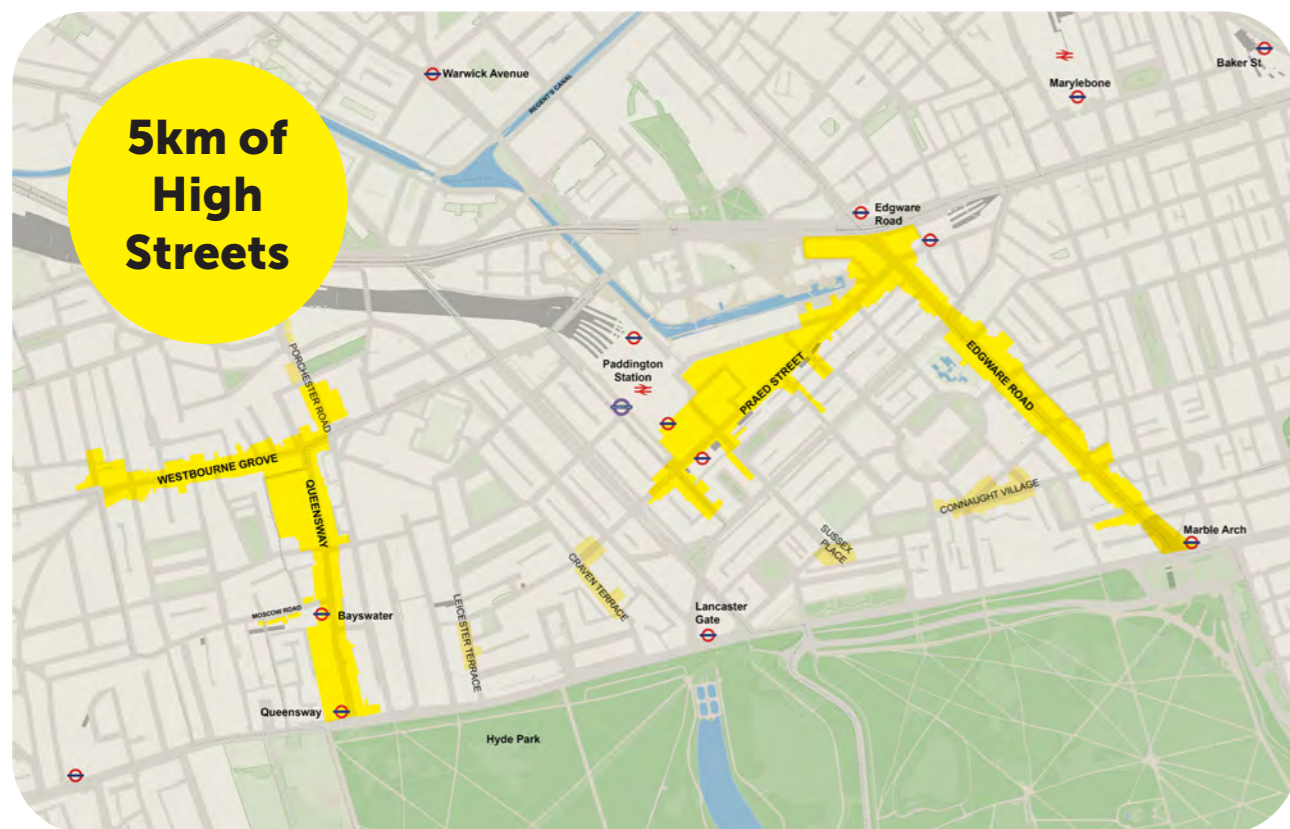 5km of
High
Streets
Warwick Avenue
REGENT'S CANAL
Marylebone
Baker St
Edgware
Road
Paddington
Station
PORCHESTER ROAD
WESTBOURNE GROVE
QUEENSWAY
PRAED STREET
EDGWARE ROAD
CONNAUGHT VILLAGE
SUSSEX
PLACE
Marble Arch
CRAVEN TERRACE
LEICESTER TERRACE
MOSCOW ROAD
Bayswater
Lancaster
Gate
Queensway
Hyde Park